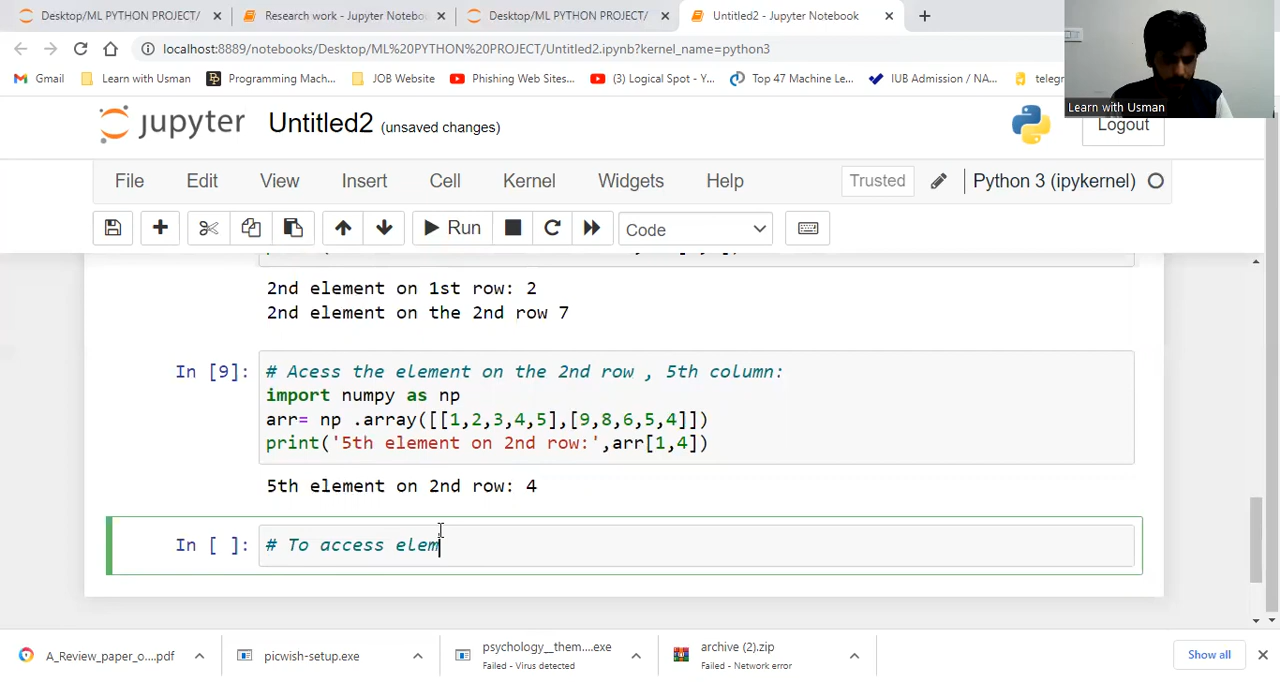 Desktop/ML PYTHON PROJECT/
Research work - Jupyter Notebo
Desktop/ML PYTHON PROJECT/
Untitled2 - Jupyter Notebook
localhost:8889/notebooks/Desktop/ML%20PYTHON%20PROJECT/Untitled2.ipynb?kernel_name=python3
Gmail
Learn with Usman
Programming Mach...
JOB Website
Phishing Web Sites...
(3) Logical Spot - Y...
Top 47 Machine Le...
IUB Admission / NA...
telegr
Learn with Usman
jupyter
Untitled2 (unsaved changes)
Logout
File Edit View Insert Cell Kernel Widgets Help
Trusted
Python 3 (ipykernel)
Run
Code
2nd element on 1st row: 2
2nd element on the 2nd row 7
In [9]:
# Acess the element on the 2nd row , 5th column:
import numpy as np
arr= np .array([[1,2,3,4,5],[9,8,6,5,4]])
print('5th element on 2nd row:',arr[1,4])
5th element on 2nd row: 4
In [ ]:
# To access elem
A_Review_paper_o....pdf
picwish-setup.exe
psychology__them....exe
Failed - Virus detected
archive (2).zip
Failed - Network error
Show all